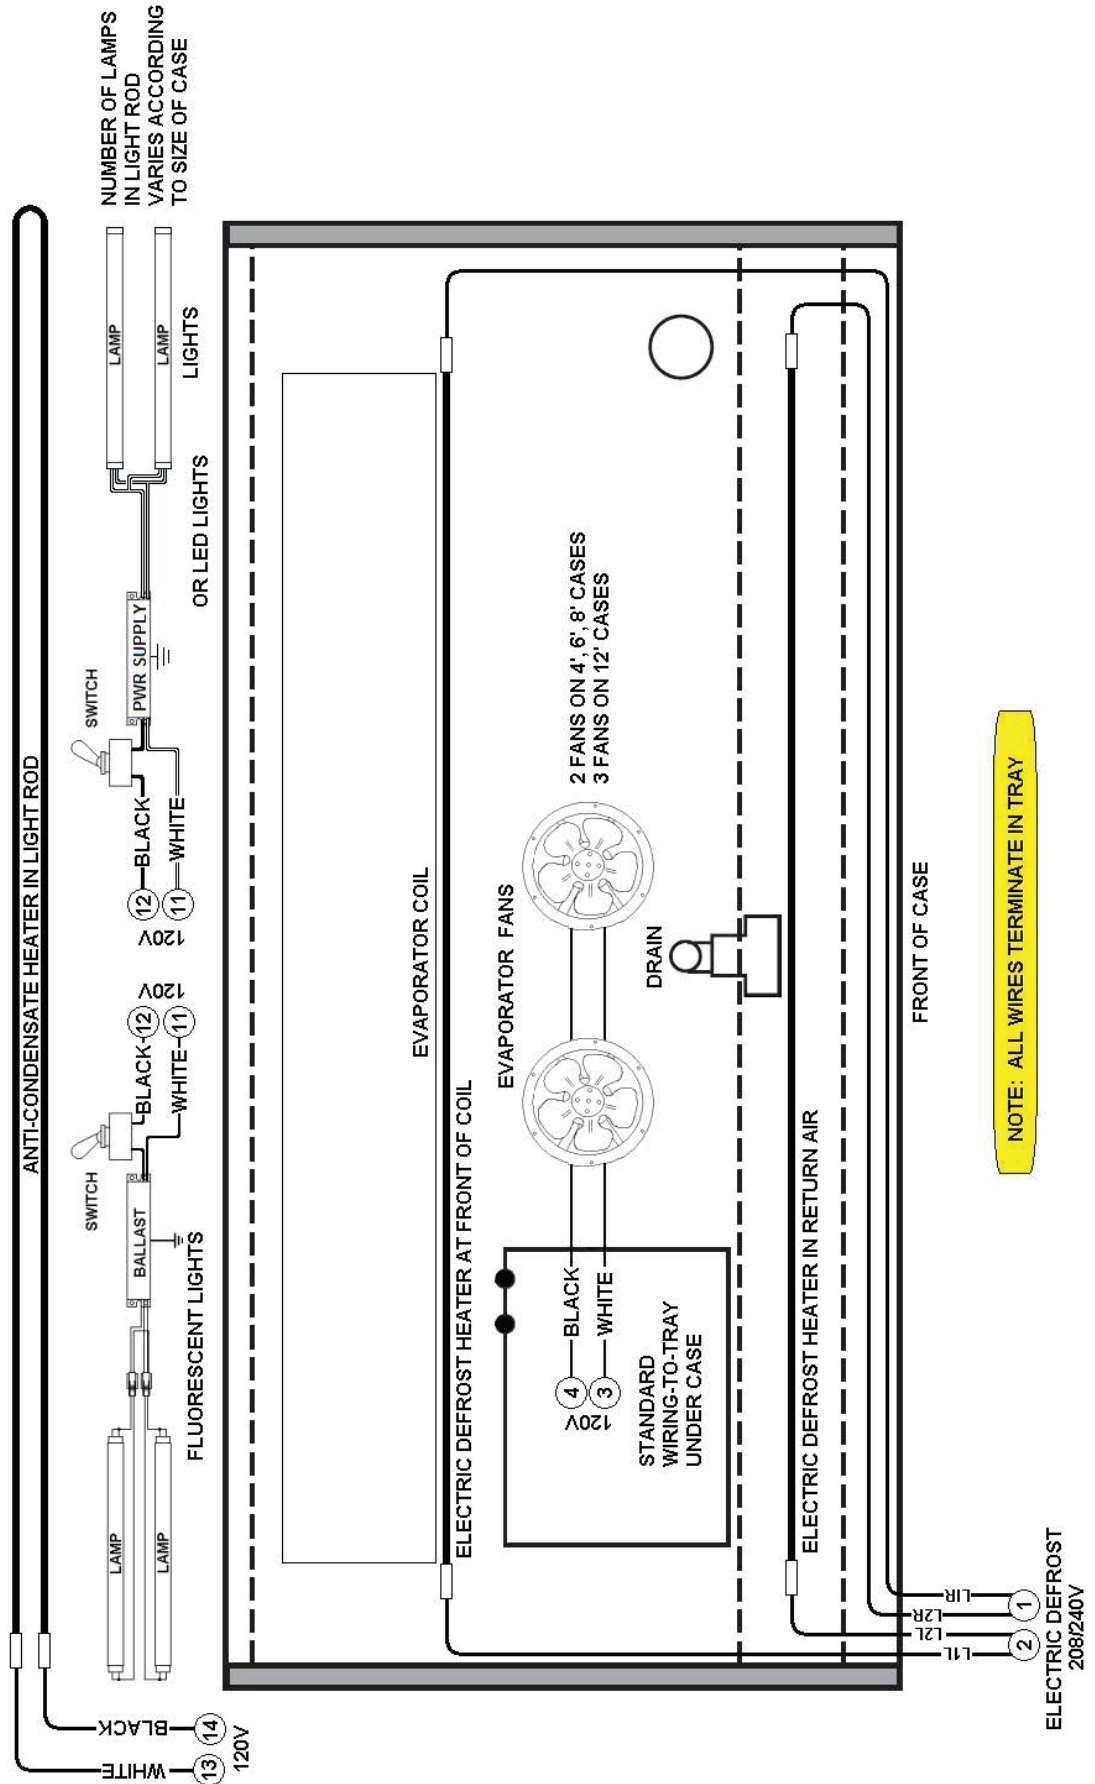 ANTI-CONDENSATE HEATER IN LIGHT ROD
WHITE
BLACK
13
14
120V
NUMBER OF LAMPS
IN LIGHT ROD
VARIES ACCORDING
TO SIZE OF CASE
LAMP
LAMP
FLUORESCENT LIGHTS
BALLAST
SWITCH
BLACK
12
WHITE
11
120V
120V
12
BLACK
11
WHITE
SWITCH
PWR SUPPLY
OR LED LIGHTS
LAMP
LAMP
LIGHTS
EVAPORATOR COIL
ELECTRIC DEFROST HEATER AT FRONT OF COIL
EVAPORATOR FANS
2 FANS ON 4', 6', 8' CASES
3 FANS ON 12' CASES
120V
4
BLACK
3
WHITE
STANDARD
WIRING-TO-TRAY
UNDER CASE
DRAIN
ELECTRIC DEFROST HEATER IN RETURN AIR
FRONT OF CASE
L1L
L2L
L2R
L1R
2
1
ELECTRIC DEFROST
208/240V
NOTE: ALL WIRES TERMINATE IN TRAY